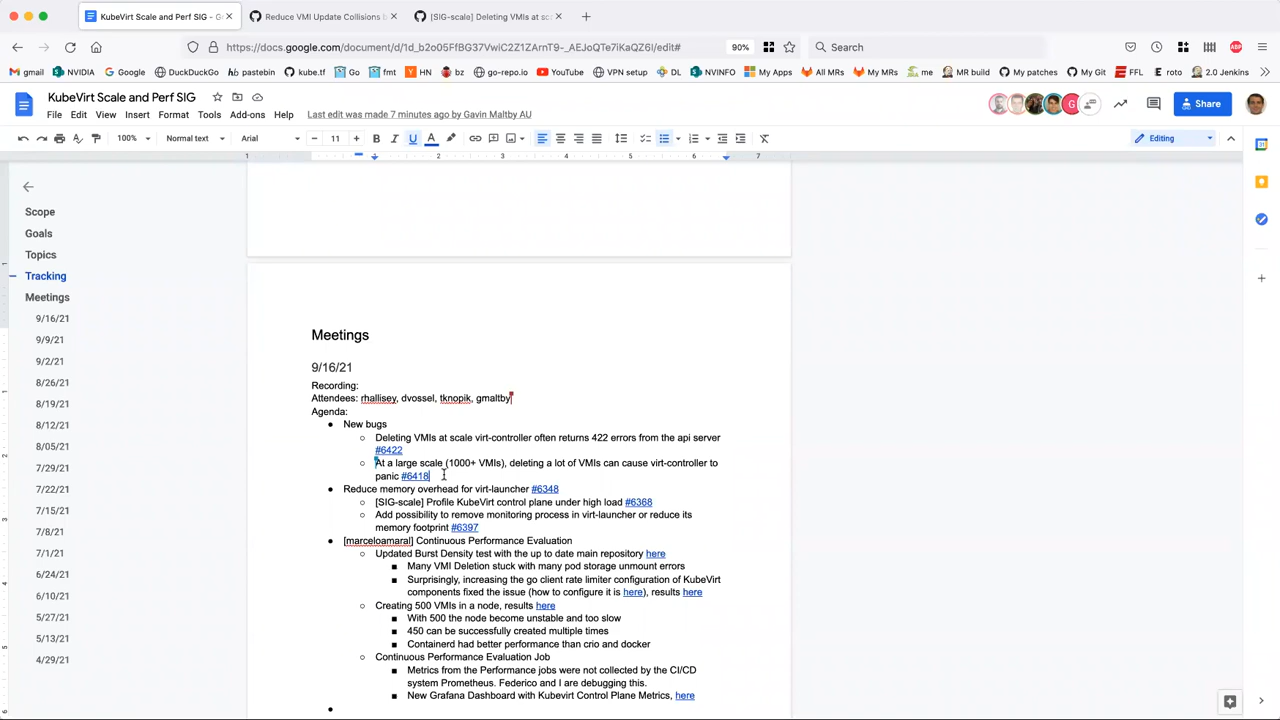 KubeVirt Scale and Perf SIG - G
Reduce VMI Update Collisions b
[SIG-scale] Deleting VMIs at sc
https://docs.google.com/document/d/1d_b2o05FfBG37VwiC2Z1ZArnT9-_AEJoQTe7iKaQZ6I/edit#
90%
Search
gmail
NVIDIA
Google
DuckDuckGo
pastebin
kube.tf
Go
fmt
HN
bz
go-repo.io
YouTube
VPN setup
DL
NVINFO
My Apps
All MRs
My MRs
me
MR build
My patches
My Git
FFL
roto
2.0 Jenkins
KubeVirt Scale and Perf SIG
File Edit View Insert Format Tools Add-ons Help Last edit was made 7 minutes ago by Gavin Maltby AU
Share
100% Normal text Arial 11 Editing
1 1 2 3 4 5 6 7
Scope
Goals
Topics
Tracking
Meetings
9/16/21
9/9/21
9/2/21
8/26/21
8/19/21
8/12/21
8/05/21
7/29/21
7/22/21
7/15/21
7/8/21
7/1/21
6/24/21
6/10/21
5/27/21
5/13/21
4/29/21
Meetings
9/16/21
Recording:
Attendees: rhallisey, dvossel, tknopik, gmaltby
Agenda:
New bugs
Deleting VMIs at scale virt-controller often returns 422 errors from the api server
#6422
At a large scale (1000+ VMIs), deleting a lot of VMIs can cause virt-controller to
panic #6418
Reduce memory overhead for virt-launcher #6348
[SIG-scale] Profile KubeVirt control plane under high load #6368
Add possibility to remove monitoring process in virt-launcher or reduce its
memory footprint #6397
[marceloamaral] Continuous Performance Evaluation
Updated Burst Density test with the up to date main repository here
Many VMI Deletion stuck with many pod storage unmount errors
Surprisingly, increasing the go client rate limiter configuration of KubeVirt
components fixed the issue (how to configure it is here), results here
Creating 500 VMIs in a node, results here
With 500 the node become unstable and too slow
450 can be successfully created multiple times
Containerd had better performance than crio and docker
Continuous Performance Evaluation Job
Metrics from the Performance jobs were not collected by the CI/CD
system Prometheus. Federico and I are debugging this.
New Grafana Dashboard with Kubevirt Control Plane Metrics, here